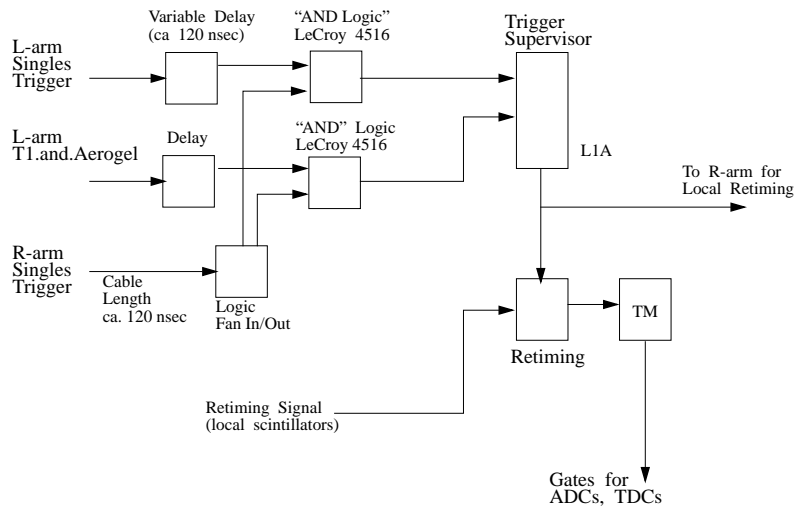 Variable Delay
(ca 120 nsec)
“AND Logic”
LeCroy 4516
Trigger
Supervisor
L-arm
Singles
Trigger
L-arm
T1.and.Aerogel
Delay
“AND” Logic
LeCroy 4516
L1A
To R-arm for
Local Retiming
R-arm
Singles
Trigger
Cable
Length
ca. 120 nsec
Logic
Fan In/Out
TM
Retiming
Retiming Signal
(local scintillators)
Gates for
ADCs, TDCs